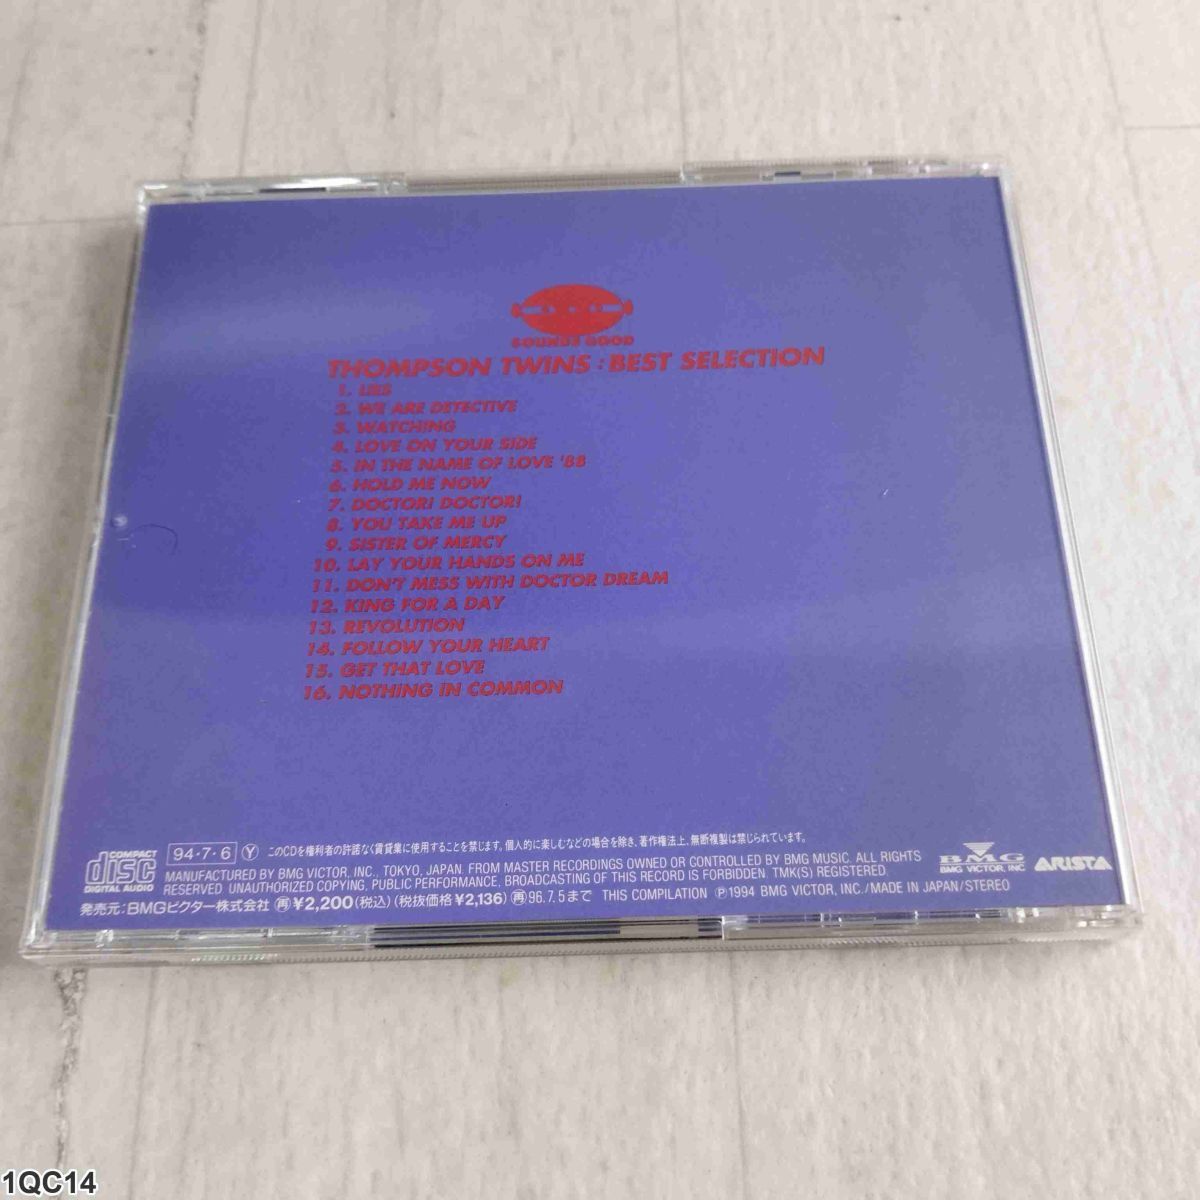 SOUNDS GOOD
THOMPSON TWINS : BEST SELECTION
1. LIES
2. WE ARE DETECTIVE
3. WATCHING
4. LOVE ON YOUR SIDE
5. IN THE NAME OF LOVE '88
6. HOLD ME NOW
7. DOCTOR! DOCTOR!
8. YOU TAKE ME UP
9. SISTER OF MERCY
10. LAY YOUR HANDS ON ME
11. DON'T MESS WITH DOCTOR DREAM
12. KING FOR A DAY
13. REVOLUTION
14. FOLLOW YOUR HEART
15. GET THAT LOVE
16. NOTHING IN COMMON
COMPACT
disc
DIGITAL AUDIO
94・7・6 Ⓨ このCDを権利者の許諾なく賃貸業に使用することを禁じます。個人的に楽しむなどの場合を除き、著作権法上、無断複製は禁じられています。
MANUFACTURED BY BMG VICTOR, INC., TOKYO, JAPAN. FROM MASTER RECORDINGS OWNED OR CONTROLLED BY BMG MUSIC. ALL RIGHTS
RESERVED. UNAUTHORIZED COPYING, PUBLIC PERFORMANCE, BROADCASTING OF THIS RECORD IS FORBIDDEN. TMK(S) REGISTERED.
発売元:BMGビクター株式会社 再¥2,200(税込)(税抜価格¥2,136) 再96.7.5まで THIS COMPILATION ℗1994 BMG VICTOR, INC./MADE IN JAPAN/STEREO
BMG
BMG VICTOR, INC
ARISTA
1QC14